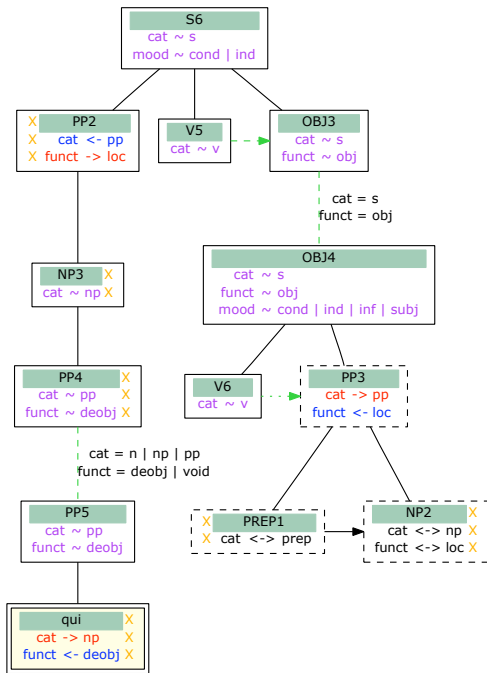 S6
cat ~ s
mood ~ cond | ind
X PP2
X cat <- pp
X funct -> loc
V5
cat ~ v
OBJ3
cat ~ s
funct ~ obj
cat = s
funct = obj
NP3 X
cat ~ np X
OBJ4
cat ~ s
funct ~ obj
mood ~ cond | ind | inf | subj
PP4 X
cat ~ pp X
funct ~ deobj X
V6
cat ~ v
PP3
cat -> pp
funct <- loc
cat = n | np | pp
funct = deobj | void
PP5
cat ~ pp
funct ~ deobj
X PREP1
X cat <-> prep
NP2 X
cat <-> np X
funct <-> loc X
qui X
cat -> np X
funct <- deobj X